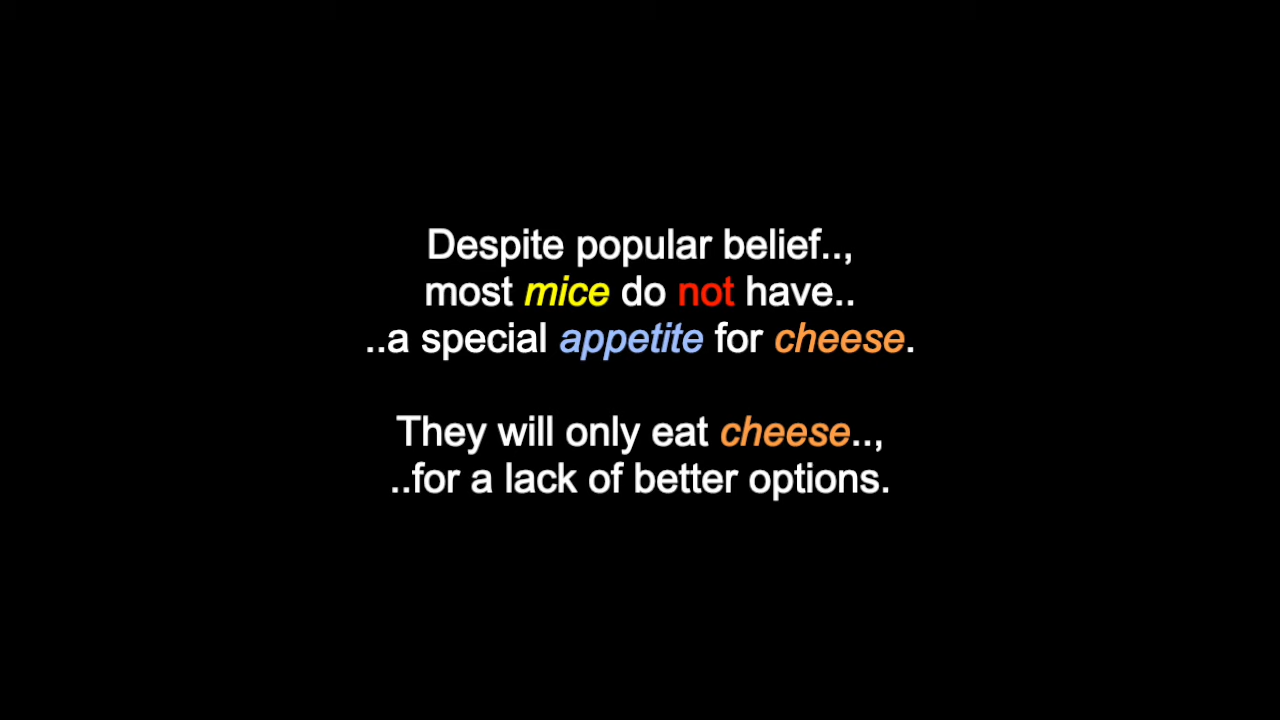 Despite popular belief..,
most mice do not have..
..a special appetite for cheese.
They will only eat cheese..,
..for a lack of better options.